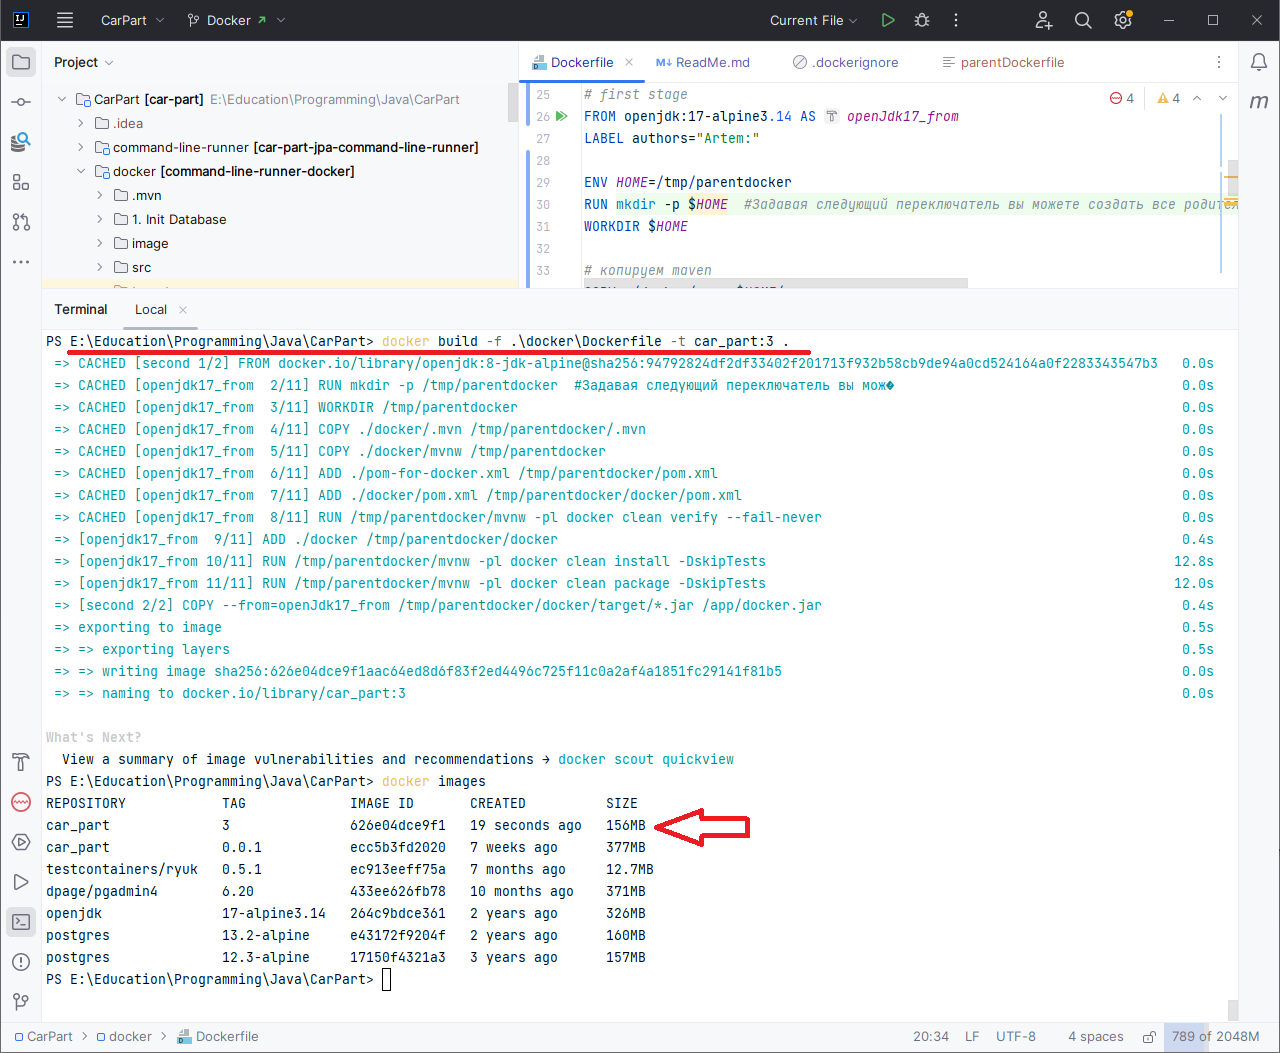 CarPart Docker Current File
Project
Dockerfile ReadMe.md .dockerignore parentDockerfile
CarPart [car-part] E:\Education\Programming\Java\CarPart
.idea
command-line-runner [car-part-jpa-command-line-runner]
docker [command-line-runner-docker]
.mvn
1. Init Database
image
src
4 4
25 # first stage
26 FROM openjdk:17-alpine3.14 AS openJdk17_from
27 LABEL authors="Artem:"
28
29 ENV HOME=/tmp/parentdocker
30 RUN mkdir -p $HOME #Задавая следующий переключатель вы можете создать все родител
31 WORKDIR $HOME
32
33 # копируем maven
Terminal Local
PS E:\Education\Programming\Java\CarPart> docker build -f .\docker\Dockerfile -t car_part:3 .
=> CACHED [second 1/2] FROM docker.io/library/openjdk:8-jdk-alpine@sha256:94792824df2df33402f201713f932b58cb9de94a0cd524164a0f2283343547b3 0.0s
=> CACHED [openjdk17_from 2/11] RUN mkdir -p /tmp/parentdocker #Задавая следующий переключатель вы мож� 0.0s
=> CACHED [openjdk17_from 3/11] WORKDIR /tmp/parentdocker 0.0s
=> CACHED [openjdk17_from 4/11] COPY ./docker/.mvn /tmp/parentdocker/.mvn 0.0s
=> CACHED [openjdk17_from 5/11] COPY ./docker/mvnw /tmp/parentdocker 0.0s
=> CACHED [openjdk17_from 6/11] ADD ./pom-for-docker.xml /tmp/parentdocker/pom.xml 0.0s
=> CACHED [openjdk17_from 7/11] ADD ./docker/pom.xml /tmp/parentdocker/docker/pom.xml 0.0s
=> CACHED [openjdk17_from 8/11] RUN /tmp/parentdocker/mvnw -pl docker clean verify --fail-never 0.0s
=> [openjdk17_from 9/11] ADD ./docker /tmp/parentdocker/docker 0.4s
=> [openjdk17_from 10/11] RUN /tmp/parentdocker/mvnw -pl docker clean install -DskipTests 12.8s
=> [openjdk17_from 11/11] RUN /tmp/parentdocker/mvnw -pl docker clean package -DskipTests 12.0s
=> [second 2/2] COPY --from=openJdk17_from /tmp/parentdocker/docker/target/*.jar /app/docker.jar 0.4s
=> exporting to image 0.5s
=> => exporting layers 0.5s
=> => writing image sha256:626e04dce9f1aac64ed8d6f83f2ed4496c725f11c0a2af4a1851fc29141f81b5 0.0s
=> => naming to docker.io/library/car_part:3 0.0s
What's Next?
View a summary of image vulnerabilities and recommendations → docker scout quickview
PS E:\Education\Programming\Java\CarPart> docker images
REPOSITORY TAG IMAGE ID CREATED SIZE
car_part 3 626e04dce9f1 19 seconds ago 156MB
car_part 0.0.1 ecc5b3fd2020 7 weeks ago 377MB
testcontainers/ryuk 0.5.1 ec913eeff75a 7 months ago 12.7MB
dpage/pgadmin4 6.20 433ee626fb78 10 months ago 371MB
openjdk 17-alpine3.14 264c9bdce361 2 years ago 326MB
postgres 13.2-alpine e43172f9204f 2 years ago 160MB
postgres 12.3-alpine 17150f4321a3 3 years ago 157MB
PS E:\Education\Programming\Java\CarPart>
CarPart docker Dockerfile 20:34 LF UTF-8 4 spaces 789 of 2048M